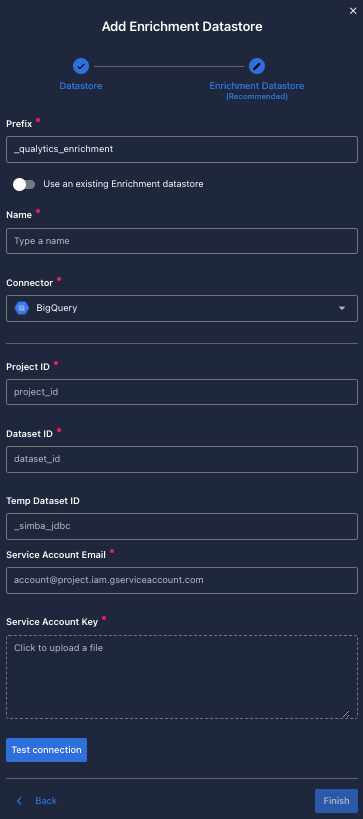 Add Enrichment Datastore
Datastore
Enrichment Datastore
(Recommended)
Prefix
_qualytics_enrichment
Use an existing Enrichment datastore
Name
Type a name
Connector
BigQuery
Project ID
project_id
Dataset ID
dataset_id
Temp Dataset ID
_simba_jdbc
Service Account Email
account@project.iam.gserviceaccount.com
Service Account Key
Click to upload a file
Test connection
Back
Finish